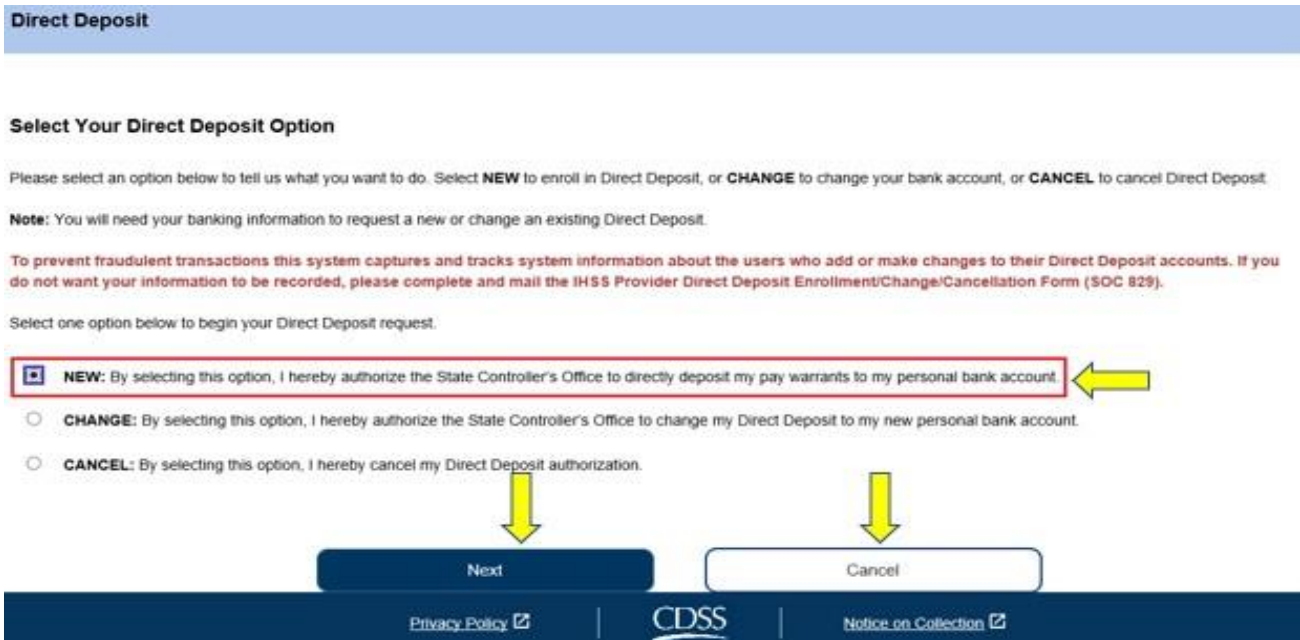 Direct Deposit
Select Your Direct Deposit Option
Please select an option below to tell us what you want to do. Select NEW to enroll in Direct Deposit, or CHANGE to change your bank account, or CANCEL to cancel Direct Deposit
Note: You will need your banking information to request a new or change an existing Direct Deposit.
To prevent fraudulent transactions this system captures and tracks system information about the users who add or make changes to their Direct Deposit accounts. If you
do not want your information to be recorded, please complete and mail the IHSS Provider Direct Deposit Enrollment/Change/Cancellation Form (SOC 829).
Select one option below to begin your Direct Deposit request.
NEW: By selecting this option, I hereby authorize the State Controller's Office to directly deposit my pay warrants to my personal bank account.
CHANGE: By selecting this option, I hereby authorize the State Controller's Office to change my Direct Deposit to my new personal bank account.
CANCEL: By selecting this option, I hereby cancel my Direct Deposit authorization.
Next Cancel
Privacy Policy CDSS Notice on Collection